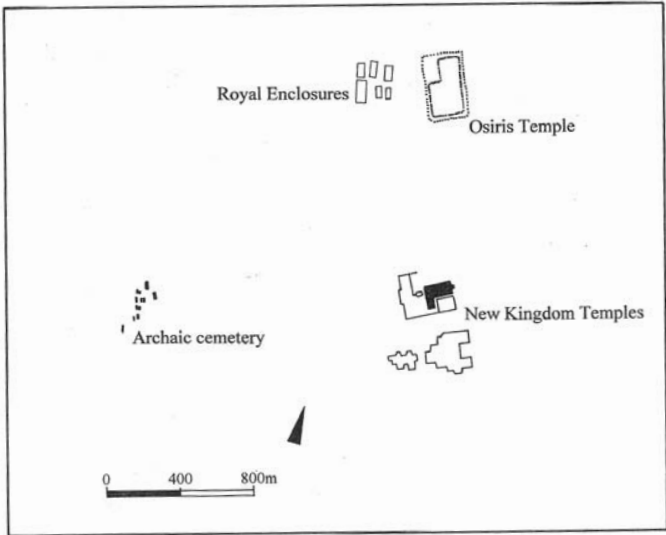 Royal Enclosures
Osiris Temple
New Kingdom Temples
Archaic cemetery
0 400 800m